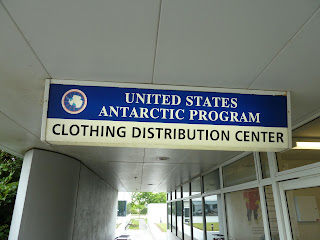 UNITED STATES
ANTARCTIC PROGRAM
CLOTHING DISTRIBUTION CENTER